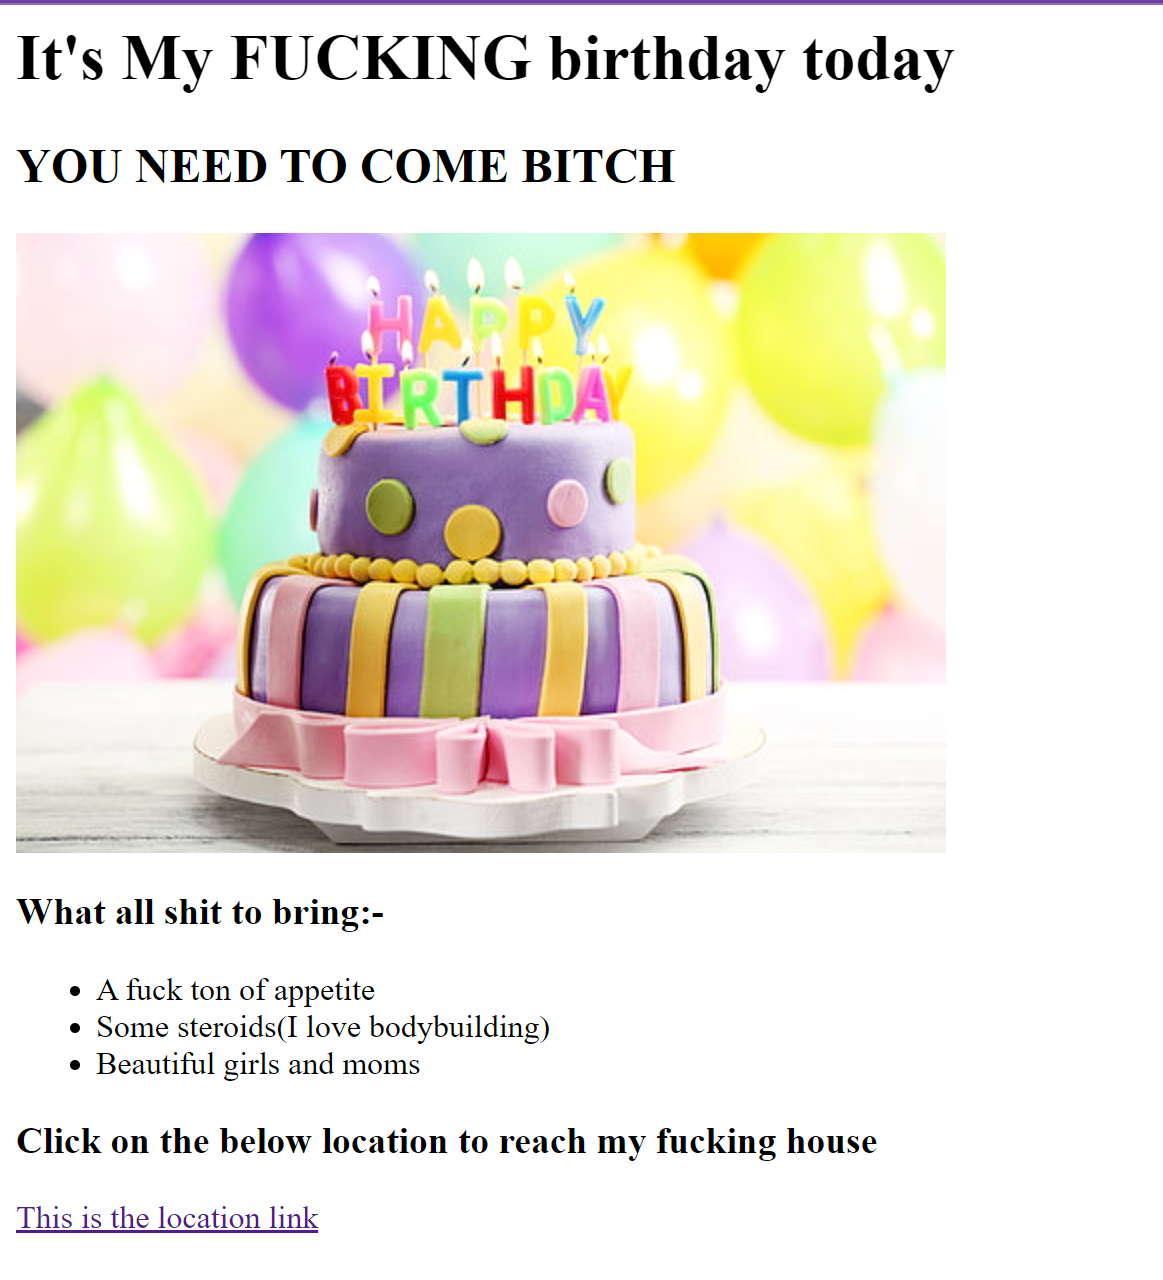 It's My FUCKING birthday today
YOU NEED TO COME BITCH
HAPPY
BIRTHDAY
What all shit to bring:-
A fuck ton of appetite
Some steroids(I love bodybuilding)
Beautiful girls and moms
Click on the below location to reach my fucking house
This is the location link